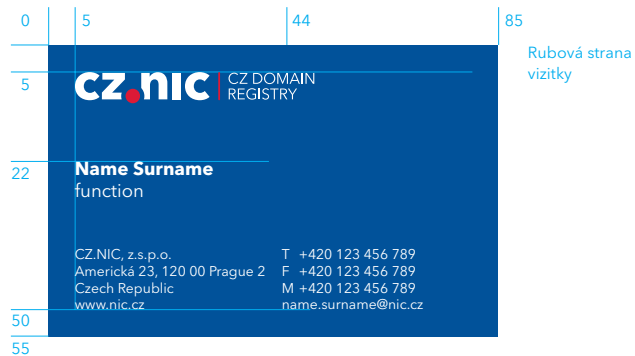 0 5 44 85
Rubová strana
vizitky
5
cz.nic CZ DOMAIN
REGISTRY
22
Name Surname
function
CZ.NIC, z.s.p.o.
Americká 23, 120 00 Prague 2
Czech Republic
www.nic.cz
T +420 123 456 789
F +420 123 456 789
M +420 123 456 789
name.surname@nic.cz
50
55